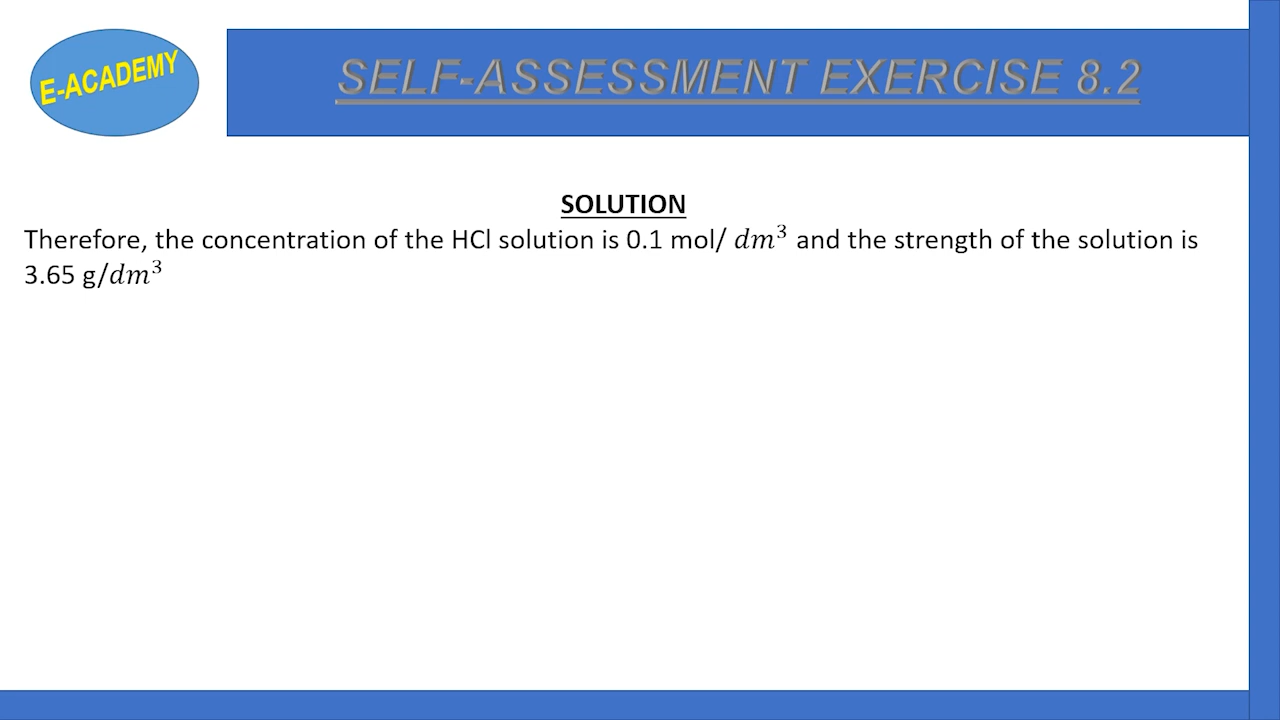 E-ACADEMY
SELF-ASSESSMENT EXERCISE 8.2
SOLUTION
Therefore, the concentration of the HCl solution is 0.1 mol/ dm³ and the strength of the solution is
3.65 g/dm³